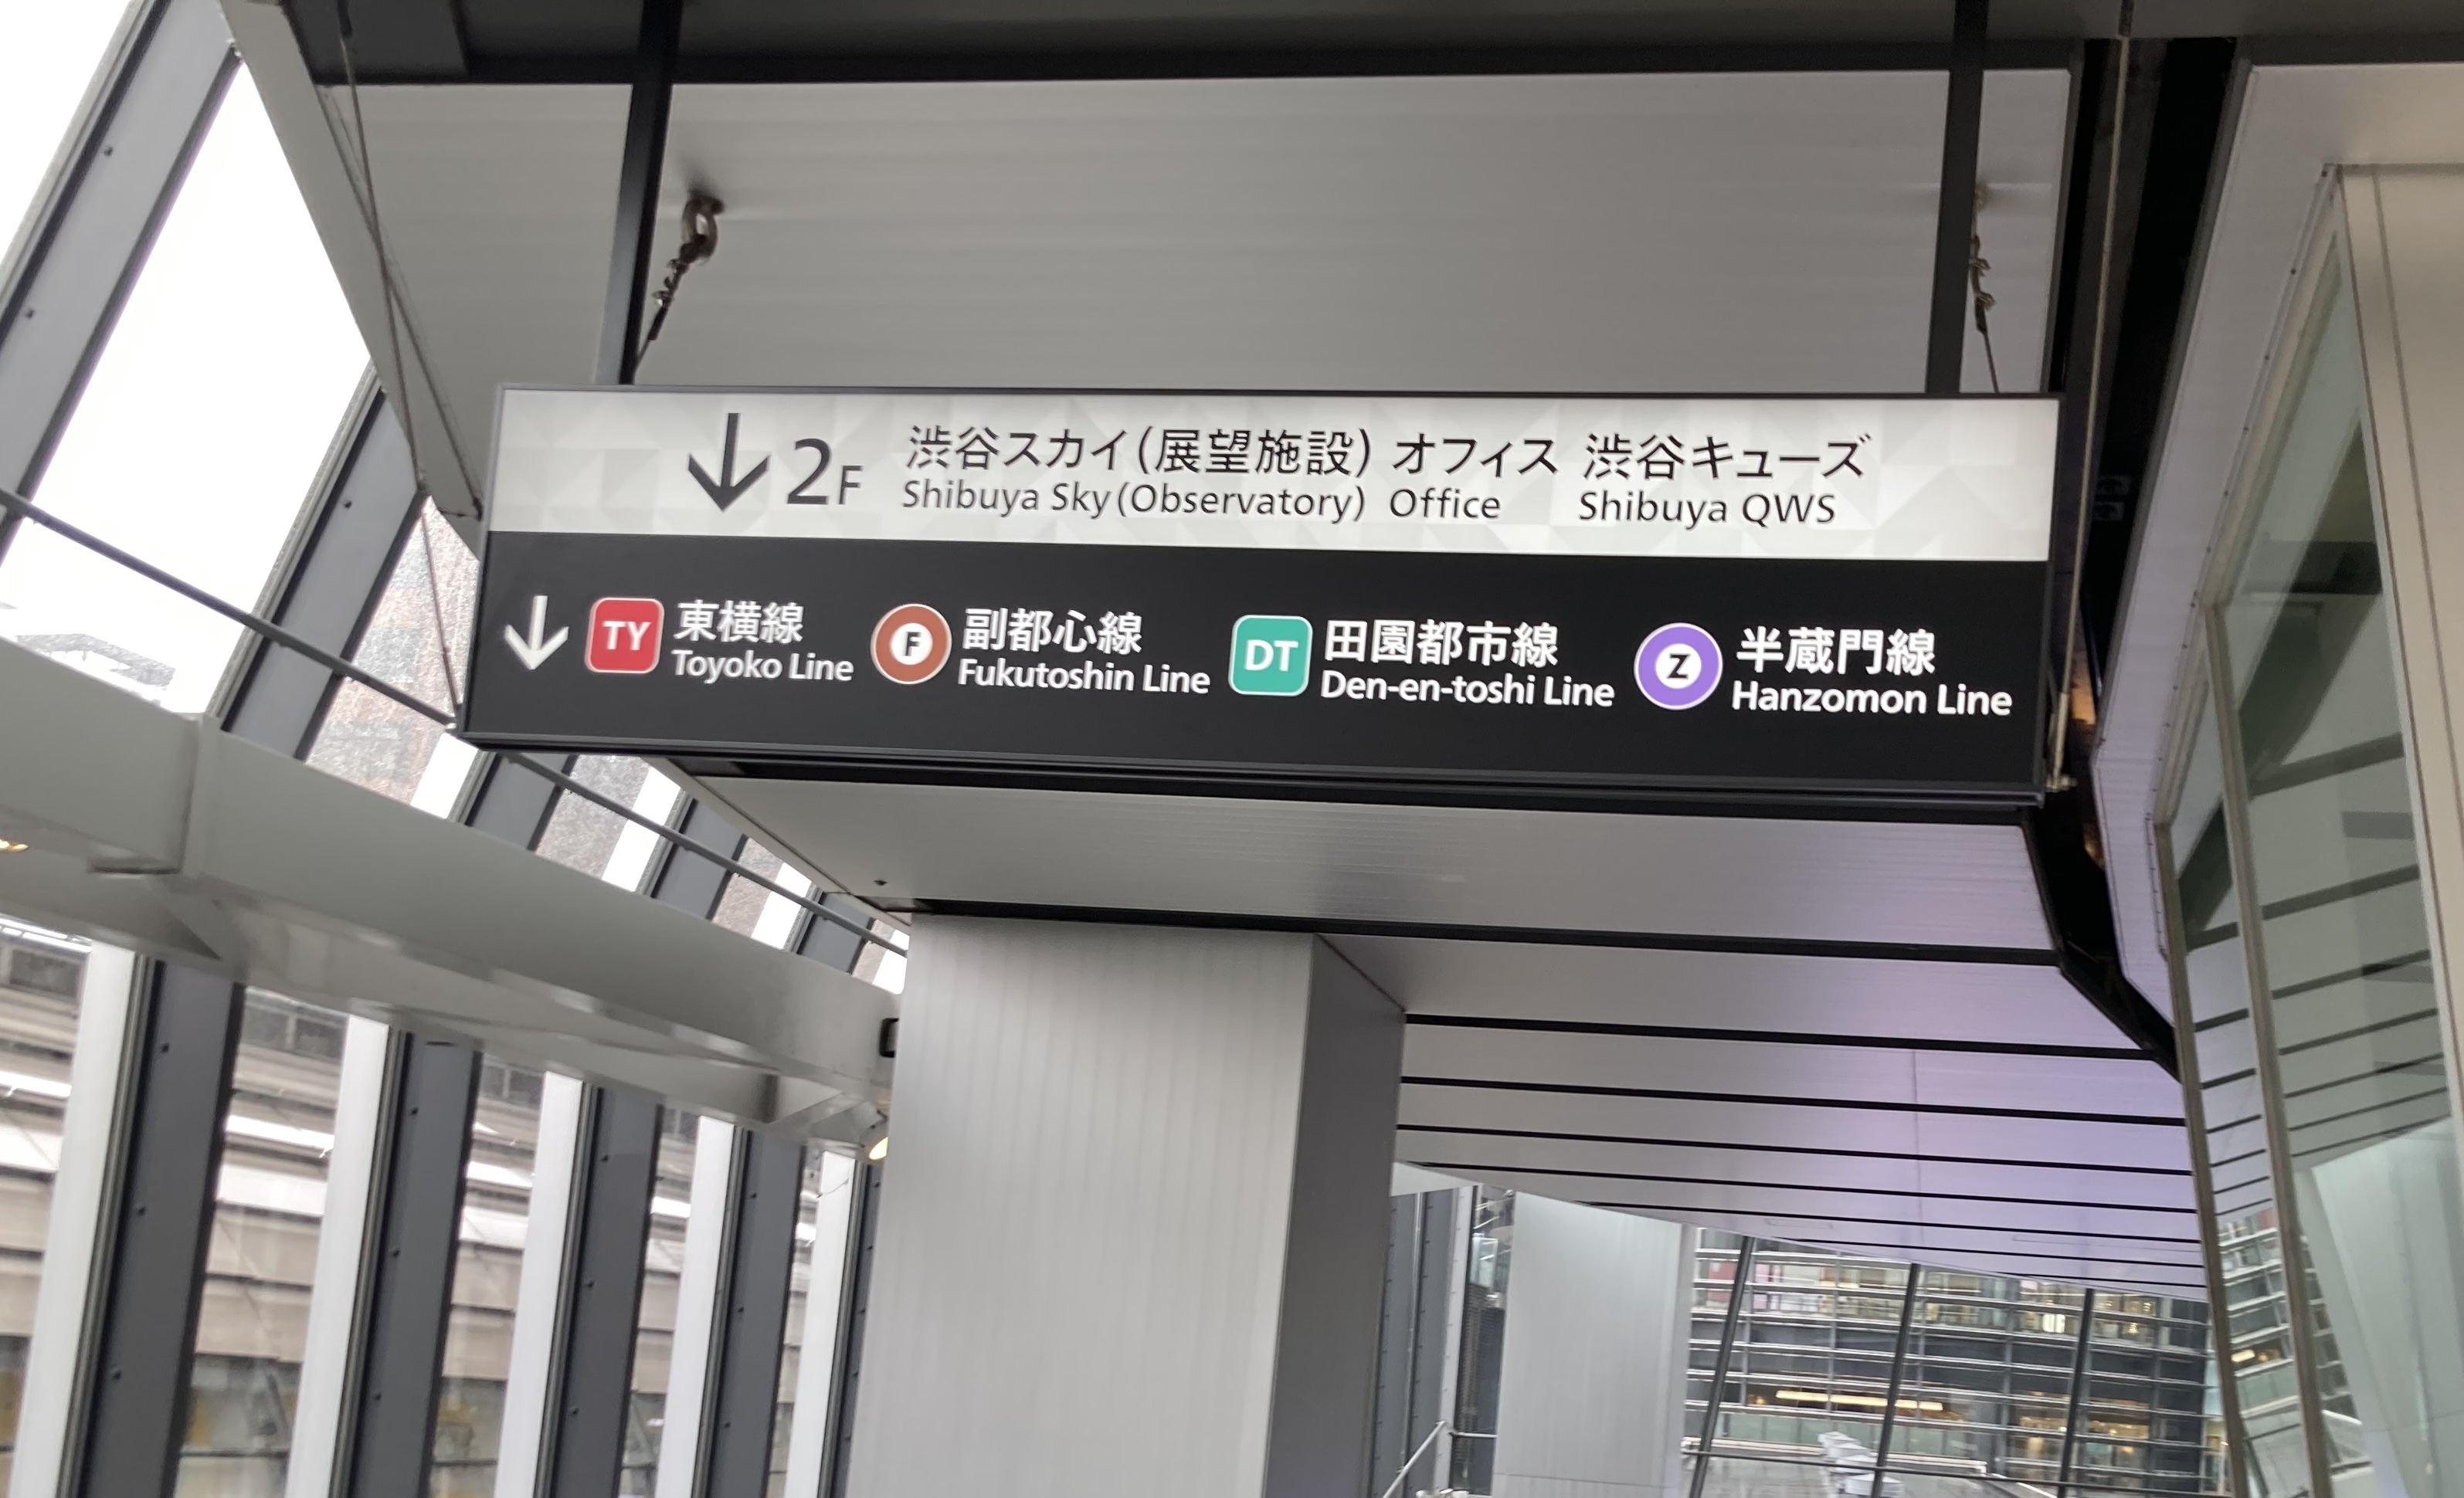 2F 渋谷スカイ(展望施設) オフィス 渋谷キューズ
Shibuya Sky(Observatory) Office Shibuya QWS
TY 東横線 F 副都心線 DT 田園都市線 Z 半蔵門線
Toyoko Line Fukutoshin Line Den-en-toshi Line Hanzomon Line